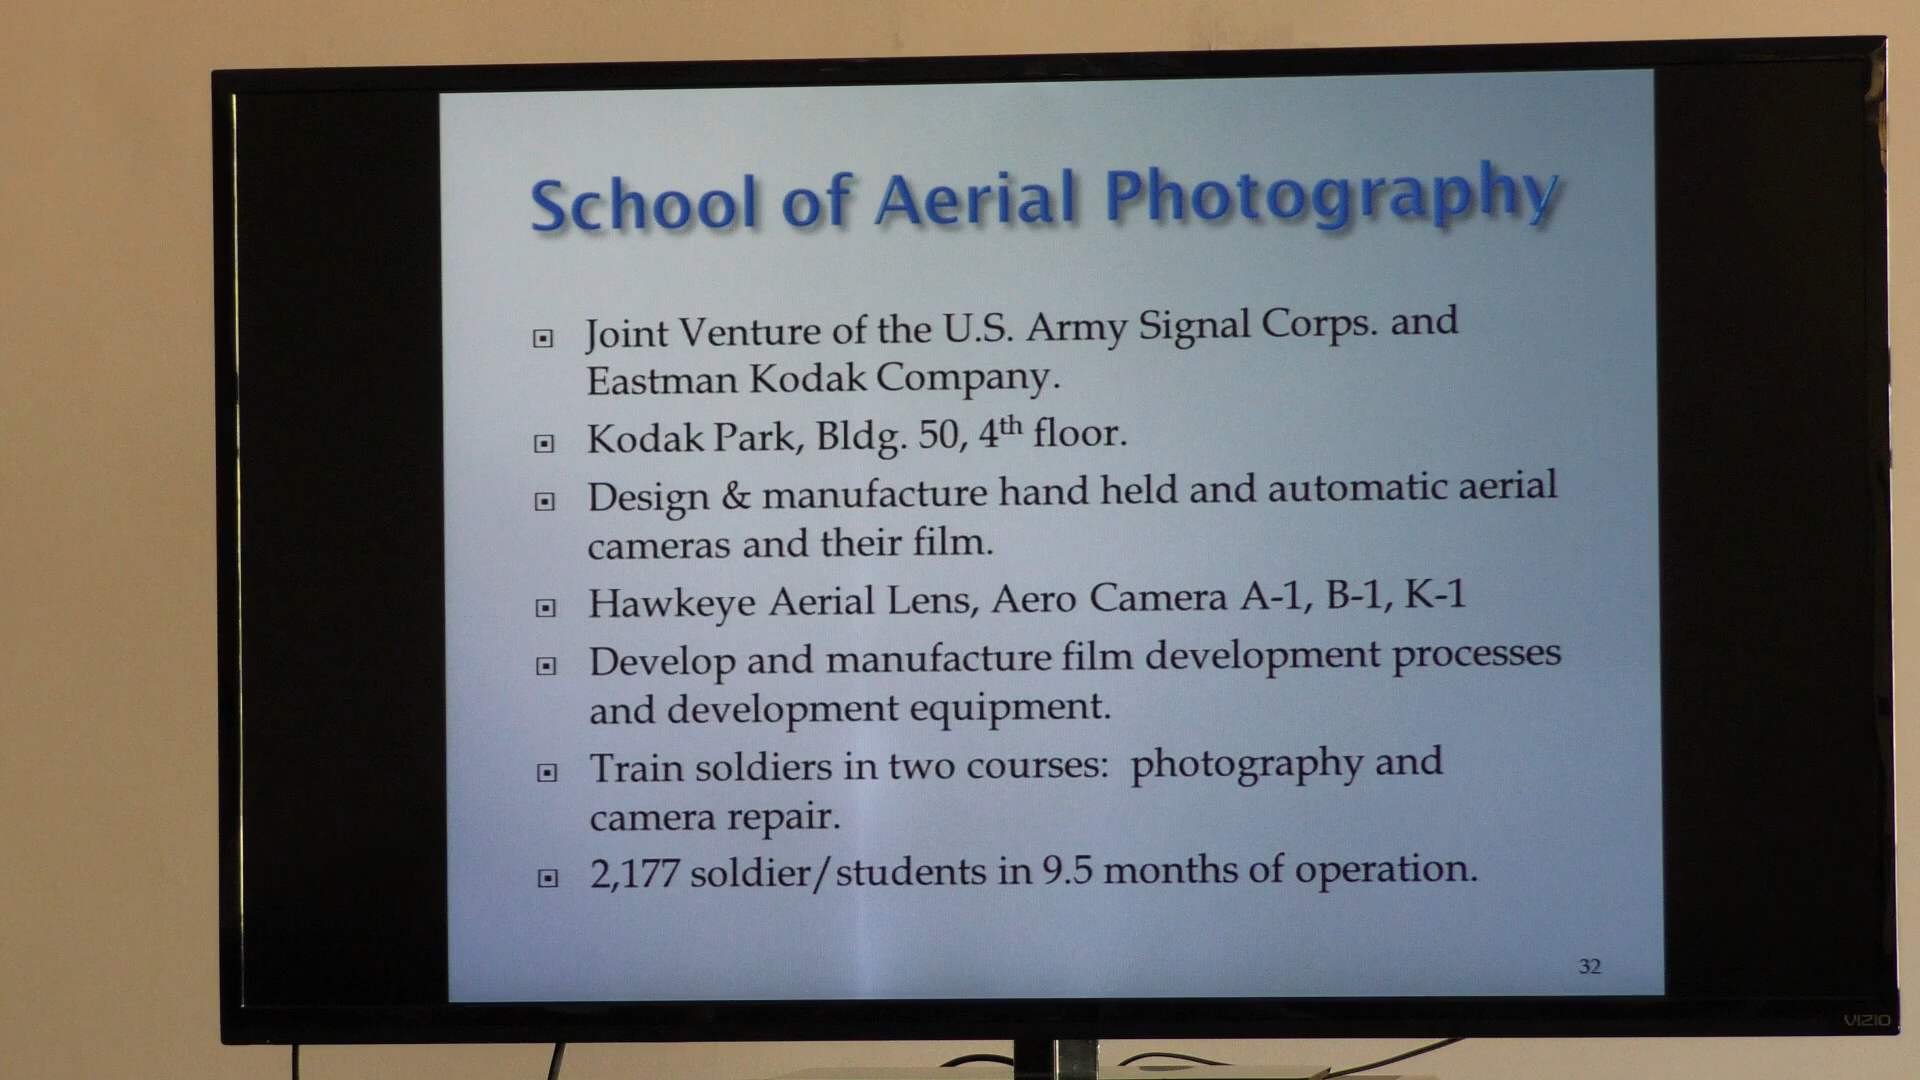 School of Aerial Photography
Joint Venture of the U.S. Army Signal Corps. and
Eastman Kodak Company.
Kodak Park, Bldg. 50, 4th floor.
Design & manufacture hand held and automatic aerial
cameras and their film.
Hawkeye Aerial Lens, Aero Camera A-1, B-1, K-1
Develop and manufacture film development processes
and development equipment.
Train soldiers in two courses:  photography and
camera repair.
2,177 soldier/students in 9.5 months of operation.
32
VIZIO